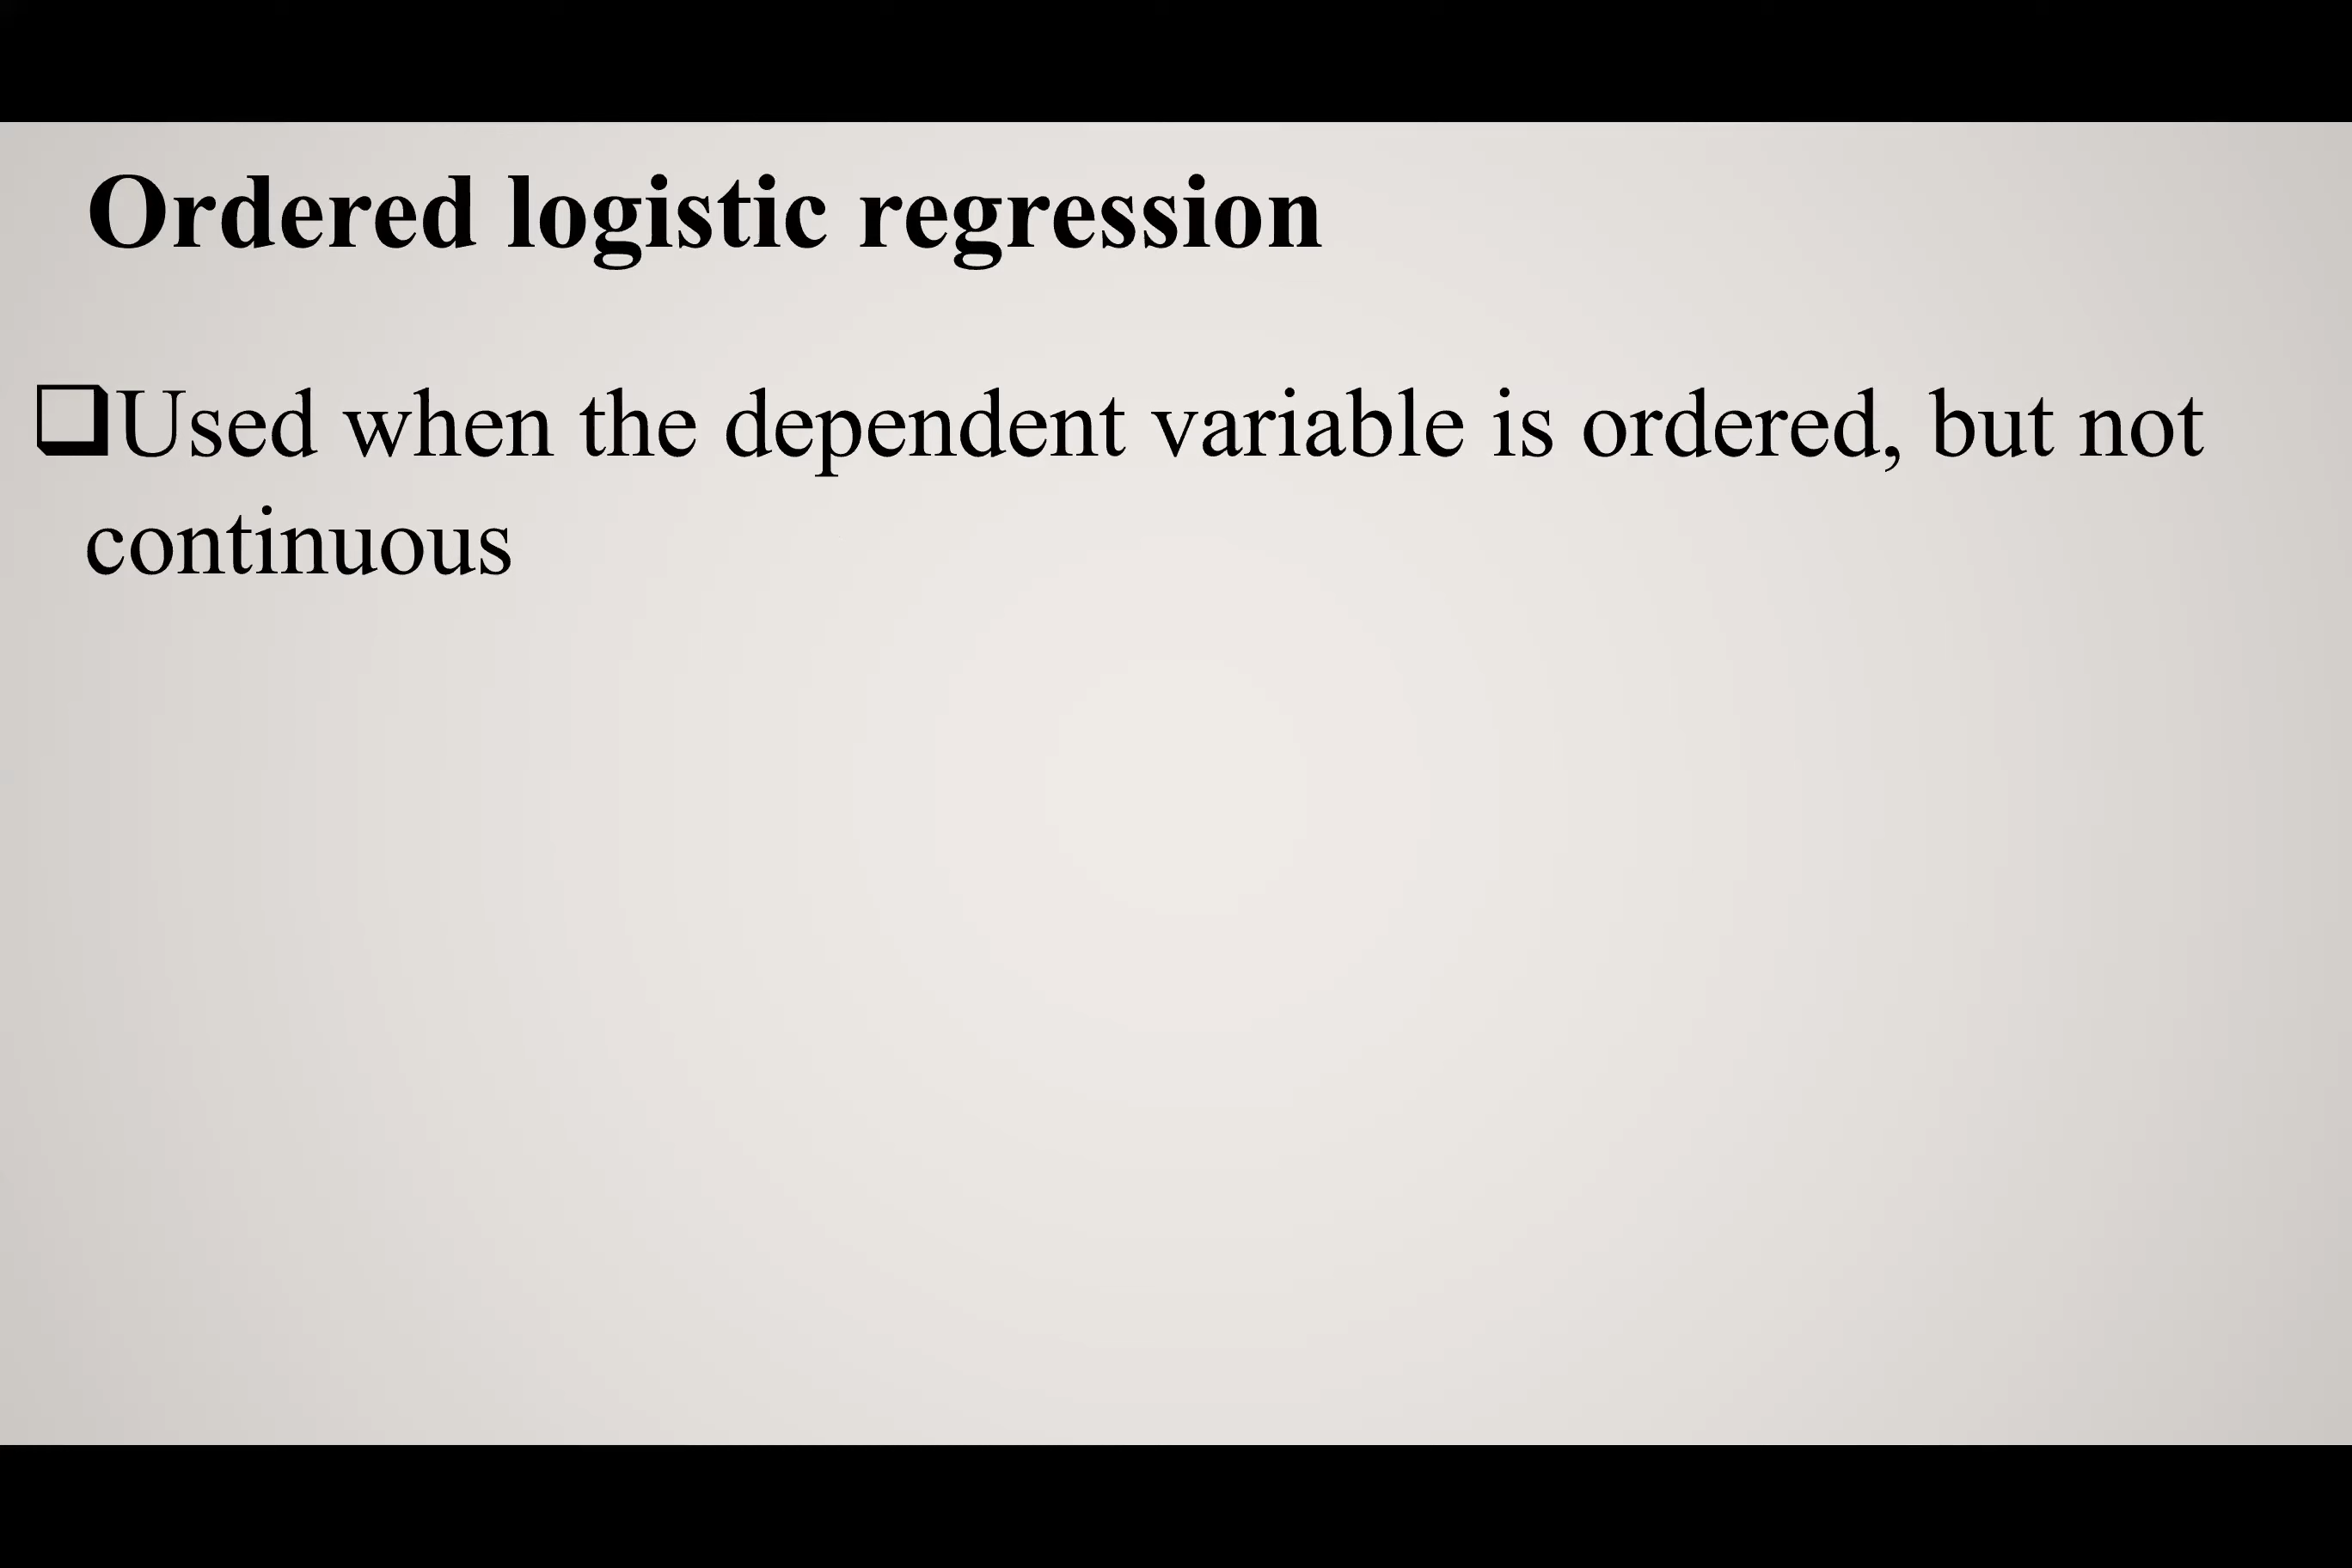 Ordered logistic regression
❑Used when the dependent variable is ordered, but not
continuous